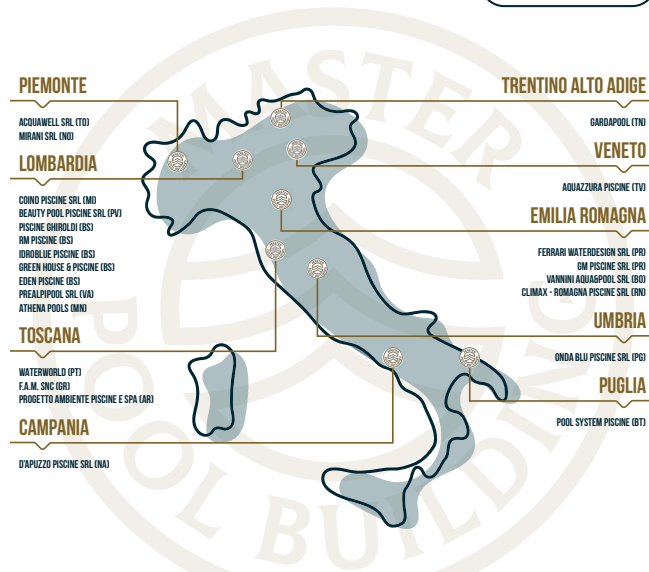 MASTER
POOL BUILDING
PIEMONTE
ACQUAWELL SRL (TO)
MIRANI SRL (NO)
LOMBARDIA
COIND PISCINE SRL (MI)
BEAUTY POOL PISCINE SRL (PV)
PISCINE GHIROLDI (BS)
RM PISCINE (BS)
IDROBLUE PISCINE (BS)
GREEN HOUSE & PISCINE (BS)
EDEN PISCINE (BS)
PREALPIPOOL SRL (VA)
ATHENA POOLS (MN)
TOSCANA
WATERWORLD (PT)
F.A.M. SNC (GR)
PROGETTO AMBIENTE PISCINE E SPA (AR)
CAMPANIA
D'APUZZO PISCINE SRL (NA)
TRENTINO ALTO ADIGE
GARDAPOOL (TN)
VENETO
AQUAZZURA PISCINE (TV)
EMILIA ROMAGNA
FERRARI WATERDESIGN SRL (PR)
GM PISCINE SRL (PR)
VANNINI AQUA&POOL SRL (BO)
CLIMAX - ROMAGNA PISCINE SRL (RN)
UMBRIA
ONDA BLU PISCINE SRL (PG)
PUGLIA
POOL SYSTEM PISCINE (BT)